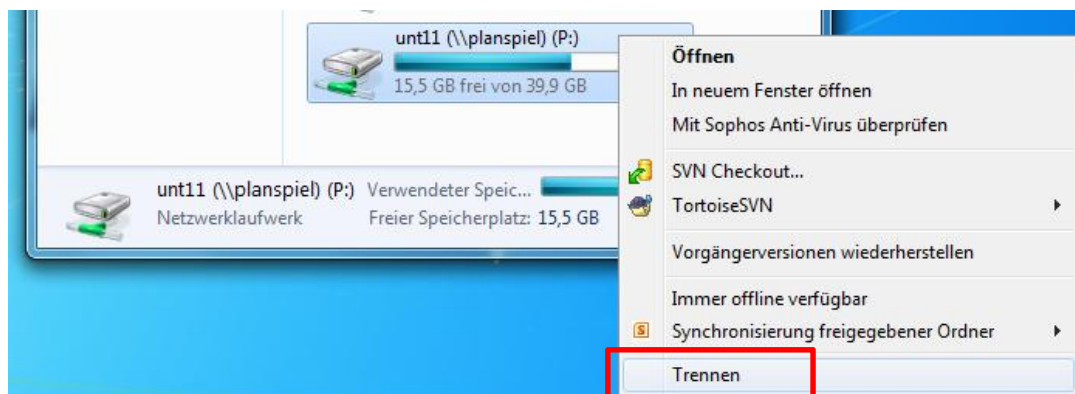 unt11 (\\planspiel) (P:)
15,5 GB frei von 39,9 GB
unt11 (\\planspiel) (P:) Verwendeter Speic...
Netzwerklaufwerk Freier Speicherplatz: 15,5 GB
Öffnen
In neuem Fenster öffnen
Mit Sophos Anti-Virus überprüfen
SVN Checkout...
TortoiseSVN
Vorgängerversionen wiederherstellen
Immer offline verfügbar
Synchronisierung freigegebener Ordner
Trennen